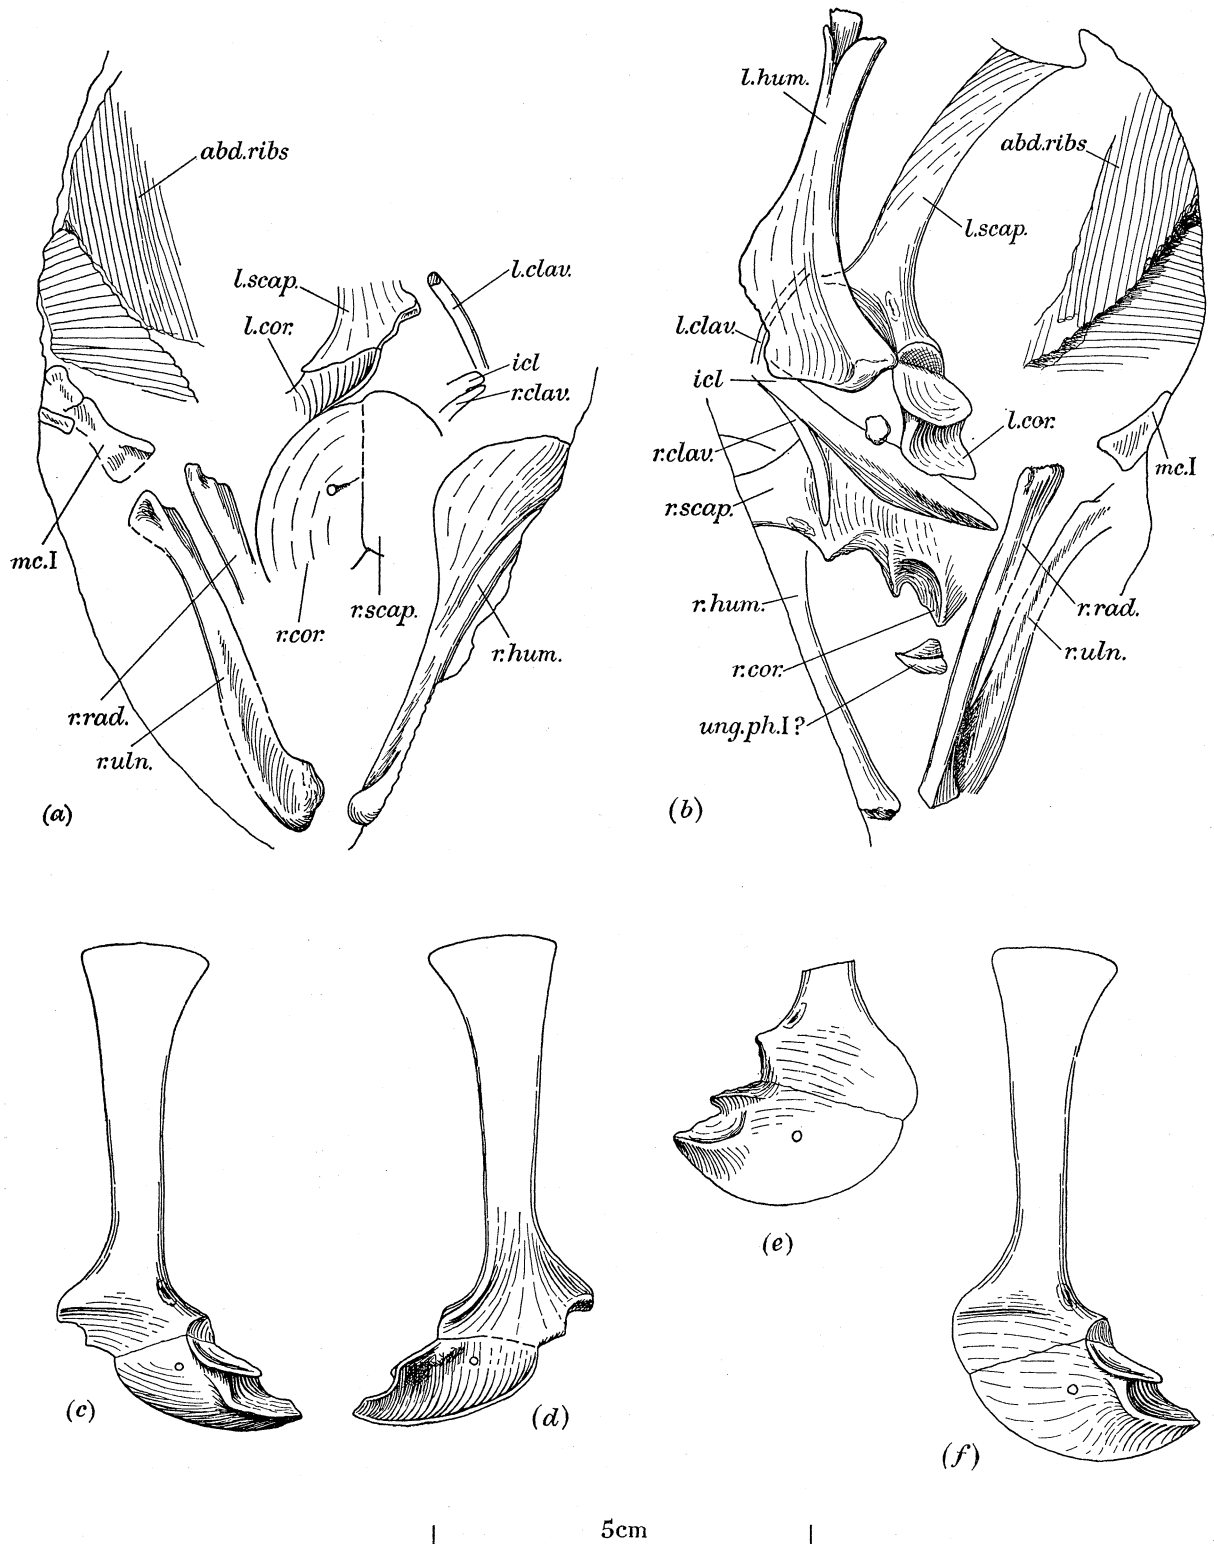 abd.ribs
l.scap.
l.clav.
l.cor.
icl
r.clav.
mc.I
r.cor.
r.scap.
r.hum.
r.rad.
r.uln.
(a)
l.hum.
abd.ribs
l.scap.
l.clav.
icl
l.cor.
r.clav.
mc.I
r.scap.
r.hum.
r.rad.
r.uln.
r.cor.
ung.ph.I?
(b)
(c)
(d)
(e)
(f)
5cm